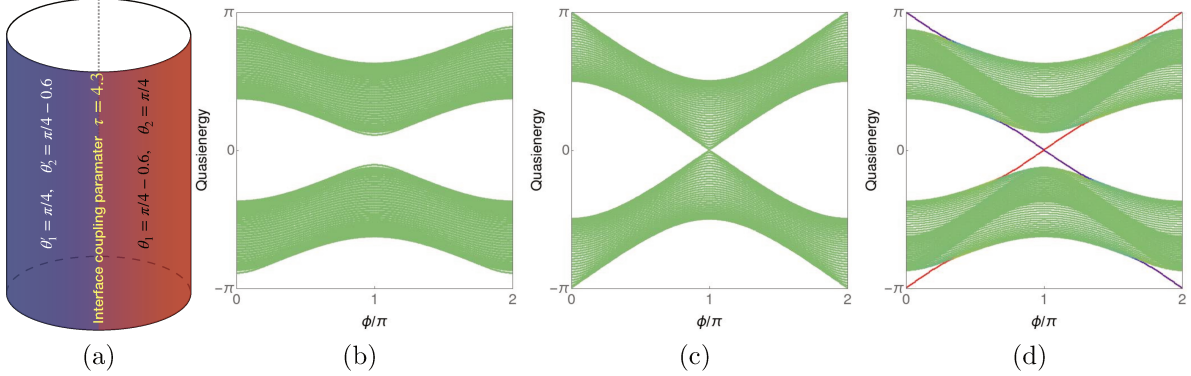 θ′₁ = π/4, θ′₂ = π/4 − 0.6
Interface coupling paramater τ = 4.3
θ₁ = π/4 − 0.6, θ₂ = π/4
(a)
π
0
−π
Quasienergy
0 1 2
ϕ/π
(b)
π
0
−π
Quasienergy
0 1 2
ϕ/π
(c)
π
0
−π
Quasienergy
0 1 2
ϕ/π
(d)